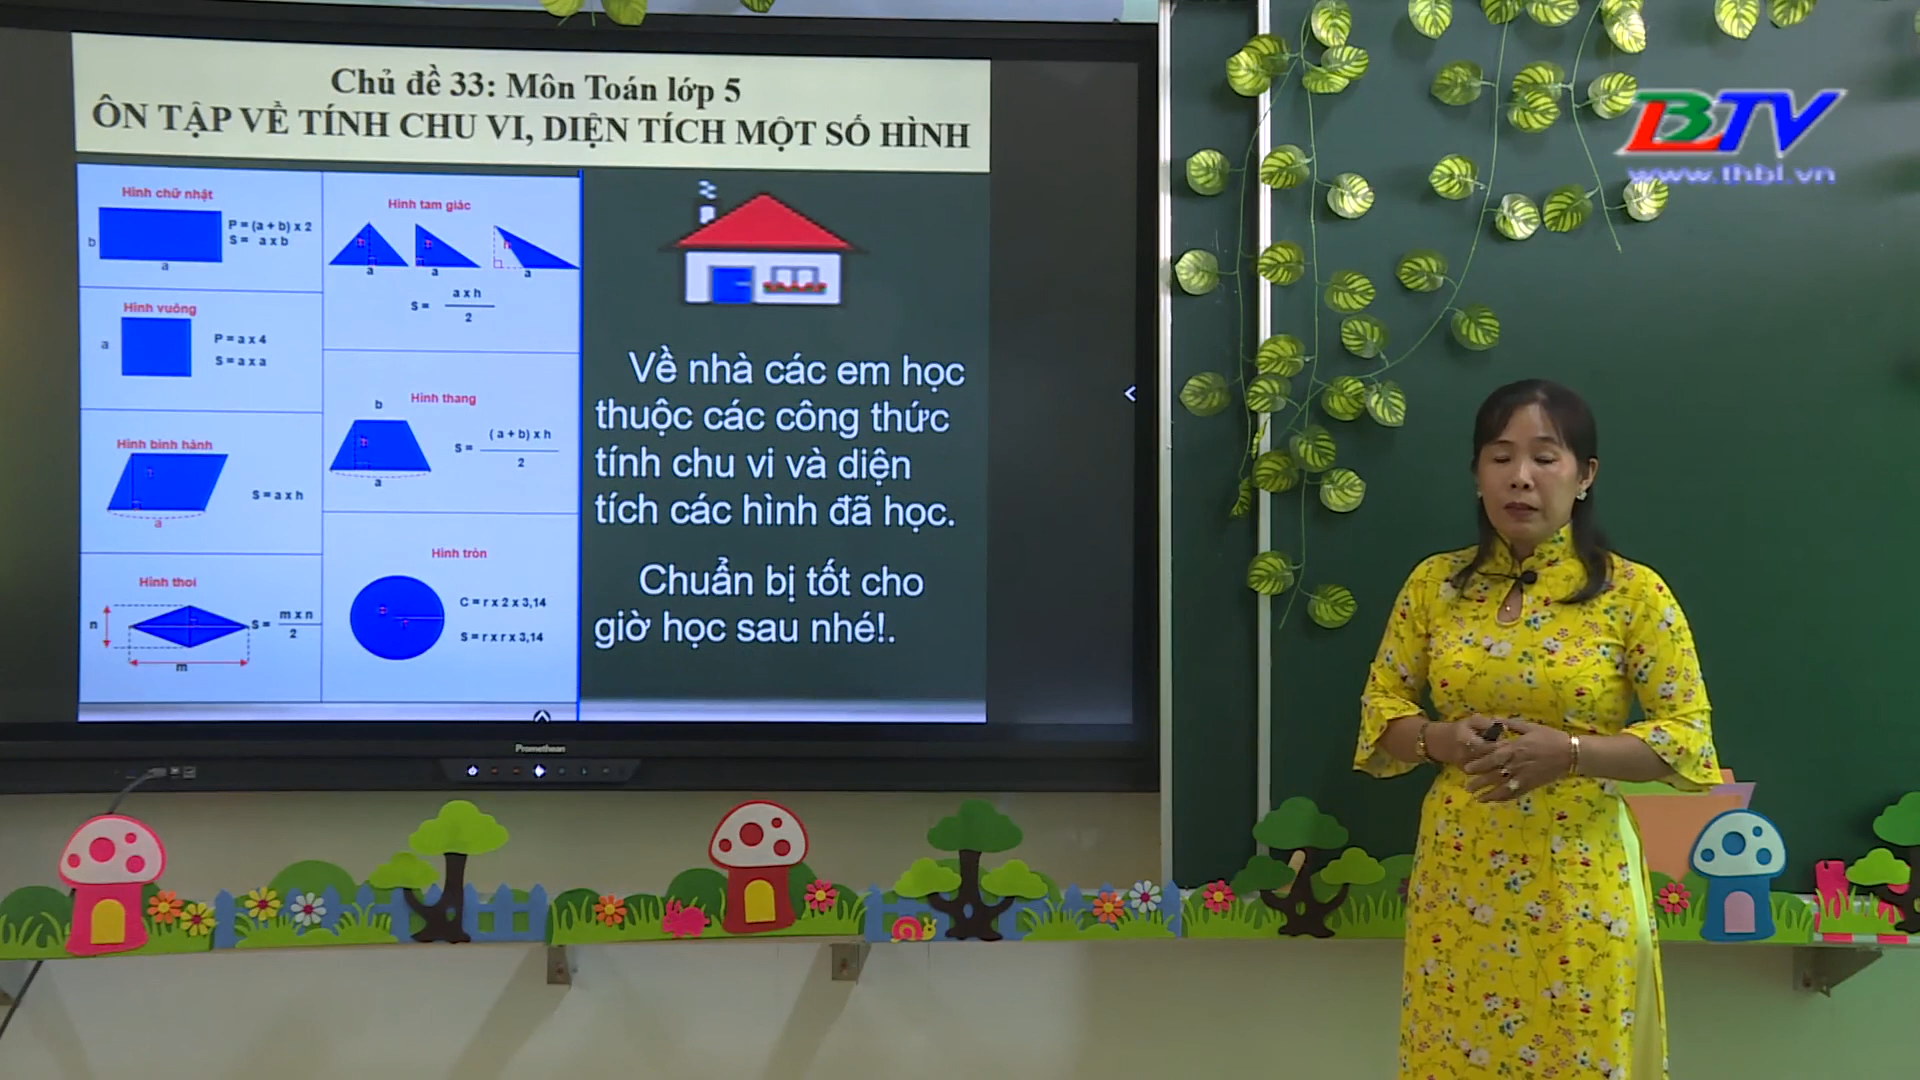 Chủ đề 33: Môn Toán lớp 5
ÔN TẬP VỀ TÍNH CHU VI, DIỆN TÍCH MỘT SỐ HÌNH
BTV
www.thbl.vn
Hình chữ nhật
b
a
P = (a + b) x 2
S = a x b
Hình vuông
a
P = a x 4
S = a x a
Hình bình hành
h
a
S = a x h
Hình thoi
n
m
S = m x n
2
Hình tam giác
h
h
h
a
a
a
S = a x h
2
Hình thang
b
h
a
S = ( a + b) x h
2
Hình tròn
r
C = r x 2 x 3,14
S = r x r x 3,14
Về nhà các em học
thuộc các công thức
tính chu vi và diện
tích các hình đã học.
Chuẩn bị tốt cho
giờ học sau nhé!.
Promethean